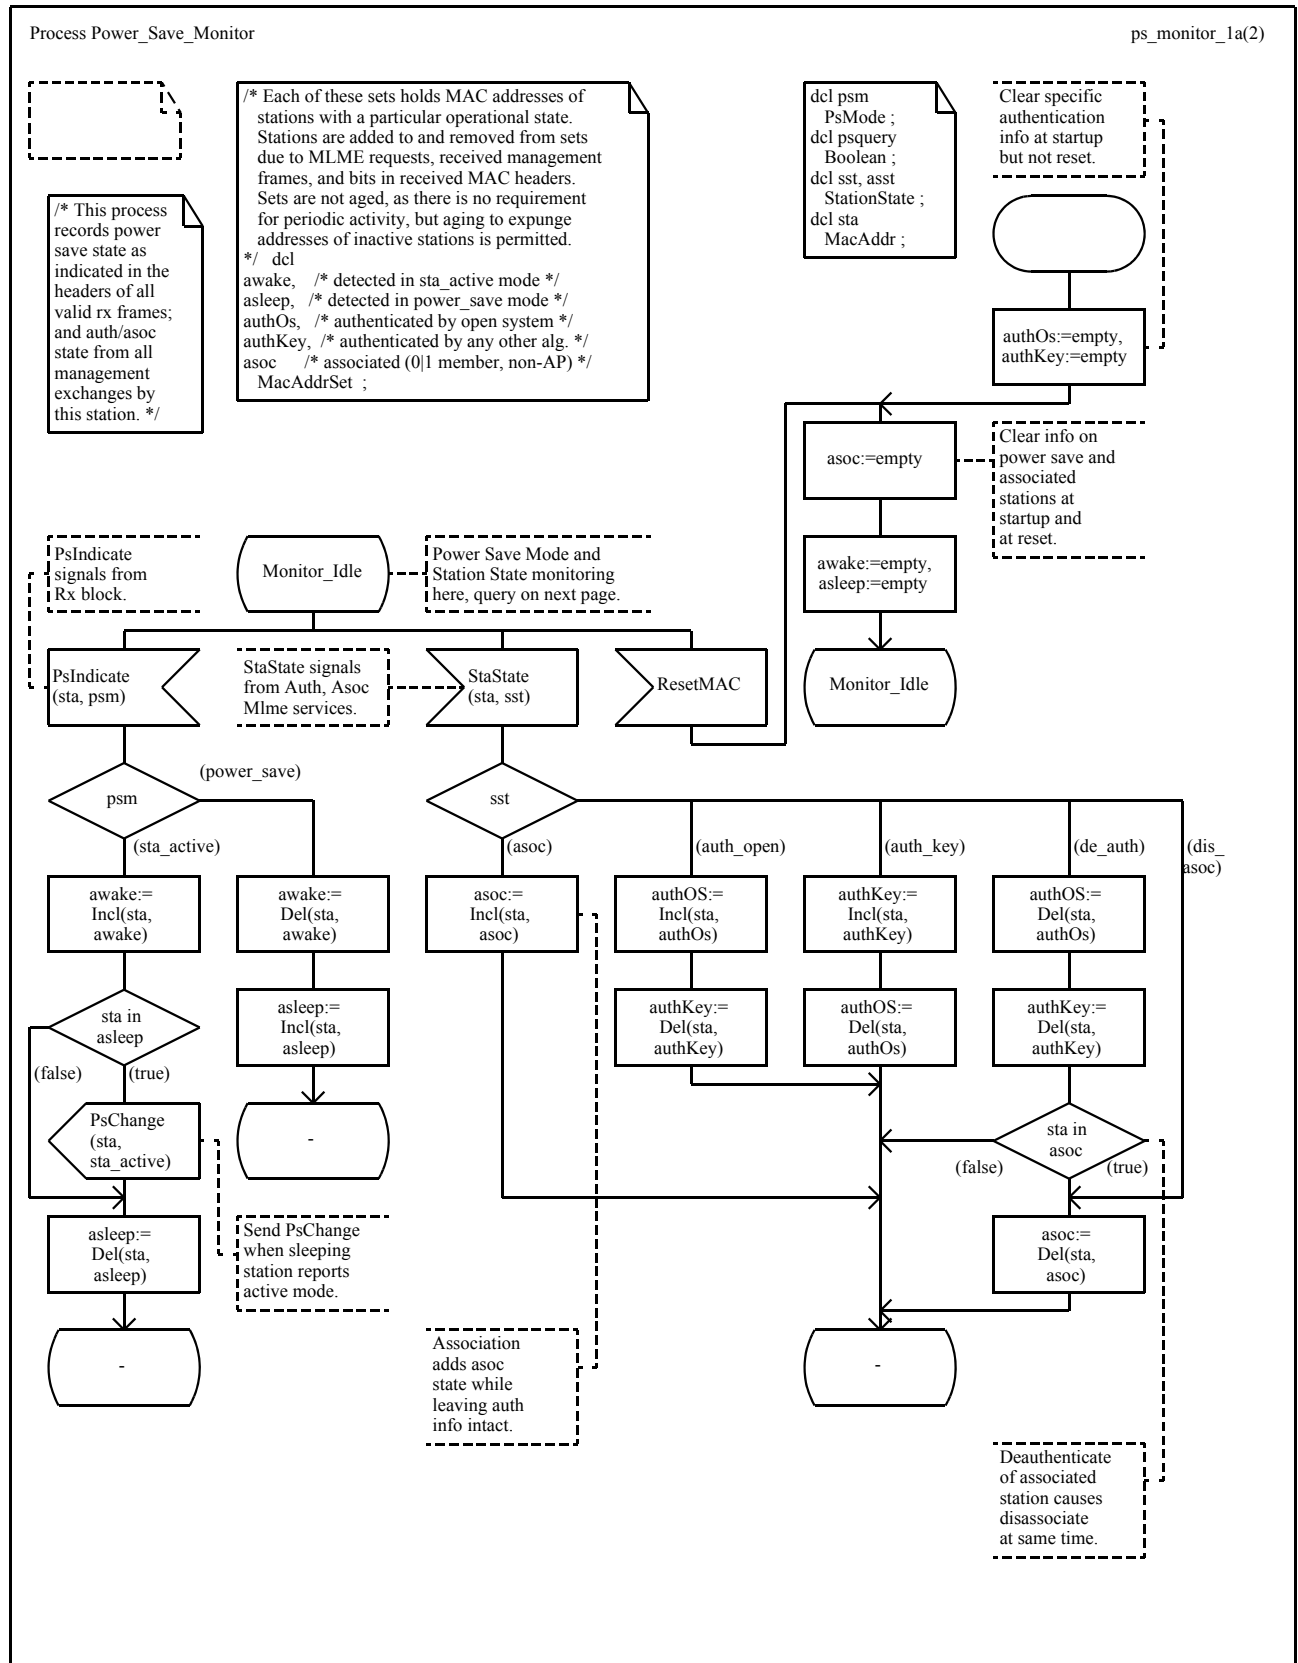 Process Power_Save_Monitor
ps_monitor_1a(2)
/* Each of these sets holds MAC addresses of
stations with a particular operational state.
Stations are added to and removed from sets
due to MLME requests, received management
frames, and bits in received MAC headers.
Sets are not aged, as there is no requirement
for periodic activity, but aging to expunge
addresses of inactive stations is permitted.
*/ dcl
awake, /* detected in sta_active mode */
asleep, /* detected in power_save mode */
authOs, /* authenticated by open system */
authKey, /* authenticated by any other alg. */
asoc /* associated (0|1 member, non-AP) */
MacAddrSet ;
dcl psm
PsMode ;
dcl psquery
Boolean ;
dcl sst, asst
StationState ;
dcl sta
MacAddr ;
Clear specific
authentication
info at startup
but not reset.
/* This process
records power
save state as
indicated in the
headers of all
valid rx frames;
and auth/asoc
state from all
management
exchanges by
this station. */
authOs:=empty,
authKey:=empty
asoc:=empty
Clear info on
power save and
associated
stations at
startup and
at reset.
awake:=empty,
asleep:=empty
Monitor_Idle
PsIndicate
signals from
Rx block.
Monitor_Idle
Power Save Mode and
Station State monitoring
here, query on next page.
PsIndicate
(sta, psm)
StaState signals
from Auth, Asoc
Mlme services.
StaState
(sta, sst)
ResetMAC
psm
(power_save)
(sta_active)
sst
(asoc)
(auth_open)
(auth_key)
(de_auth)
(dis_
asoc)
awake:=
Incl(sta,
awake)
awake:=
Del(sta,
awake)
asoc:=
Incl(sta,
asoc)
authOS:=
Incl(sta,
authOs)
authKey:=
Incl(sta,
authKey)
authOS:=
Del(sta,
authOs)
sta in
asleep
(false)
(true)
asleep:=
Incl(sta,
asleep)
authKey:=
Del(sta,
authKey)
authOS:=
Del(sta,
authOs)
authKey:=
Del(sta,
authKey)
PsChange
(sta,
sta_active)
-
sta in
asoc
(false)
(true)
asleep:=
Del(sta,
asleep)
Send PsChange
when sleeping
station reports
active mode.
asoc:=
Del(sta,
asoc)
-
Association
adds asoc
state while
leaving auth
info intact.
-
Deauthenticate
of associated
station causes
disassociate
at same time.